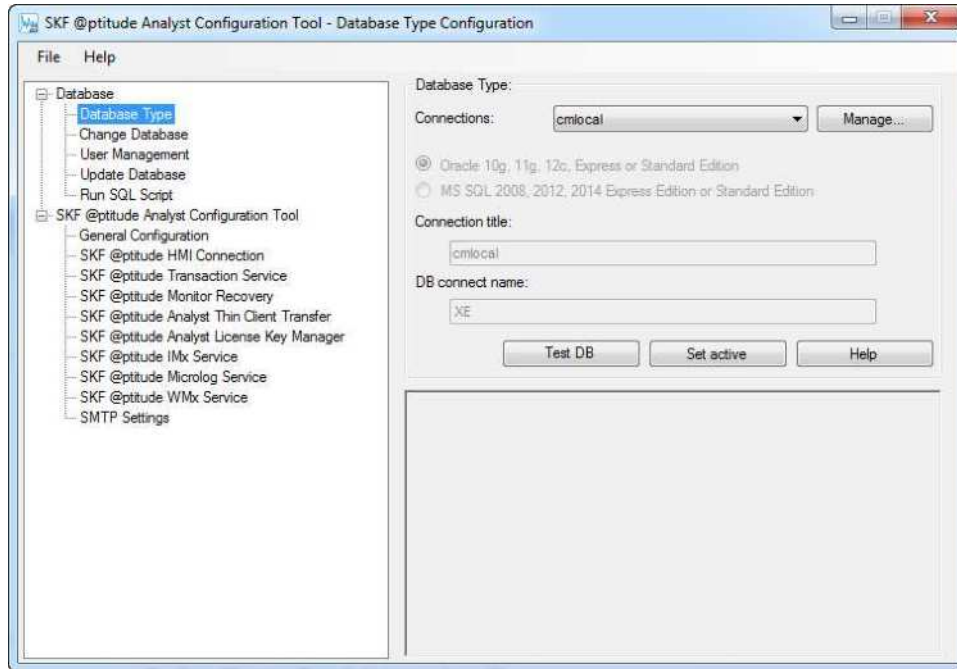 SKF @ptitude Analyst Configuration Tool - Database Type Configuration
File Help
Database
Database Type
Change Database
User Management
Update Database
Run SQL Script
SKF @ptitude Analyst Configuration Tool
General Configuration
SKF @ptitude HMI Connection
SKF @ptitude Transaction Service
SKF @ptitude Monitor Recovery
SKF @ptitude Analyst Thin Client Transfer
SKF @ptitude Analyst License Key Manager
SKF @ptitude IMx Service
SKF @ptitude Microlog Service
SKF @ptitude WMx Service
SMTP Settings
Database Type:
Connections: cmlocal Manage...
Oracle 10g, 11g, 12c, Express or Standard Edition
MS SQL 2008, 2012, 2014 Express Edition or Standard Edition
Connection title:
cmlocal
DB connect name:
XE
Test DB Set active Help